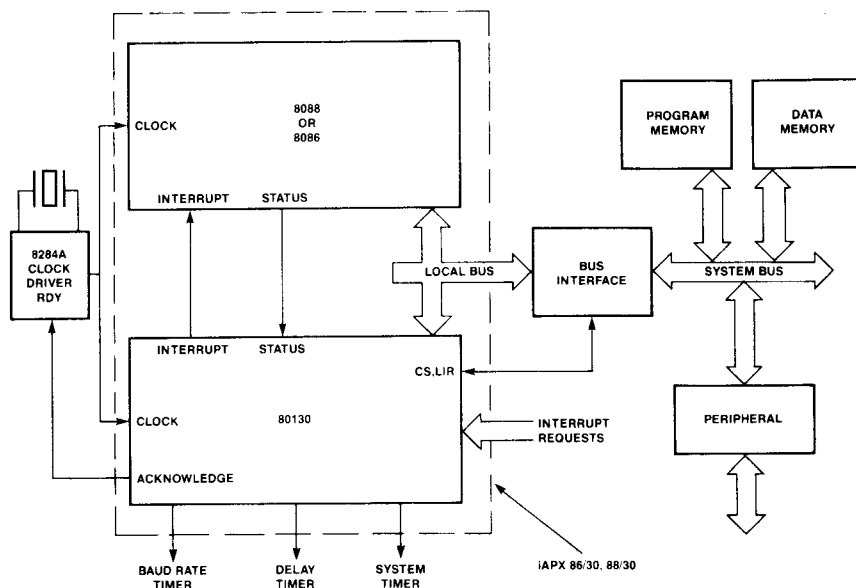 8088
OR
8086
CLOCK
INTERRUPT
STATUS
PROGRAM
MEMORY
DATA
MEMORY
8284A
CLOCK
DRIVER
RDY
LOCAL BUS
BUS
INTERFACE
SYSTEM BUS
INTERRUPT
STATUS
CS,LIR
CLOCK
80130
INTERRUPT
REQUESTS
PERIPHERAL
ACKNOWLEDGE
BAUD RATE
TIMER
DELAY
TIMER
SYSTEM
TIMER
iAPX 86/30, 88/30